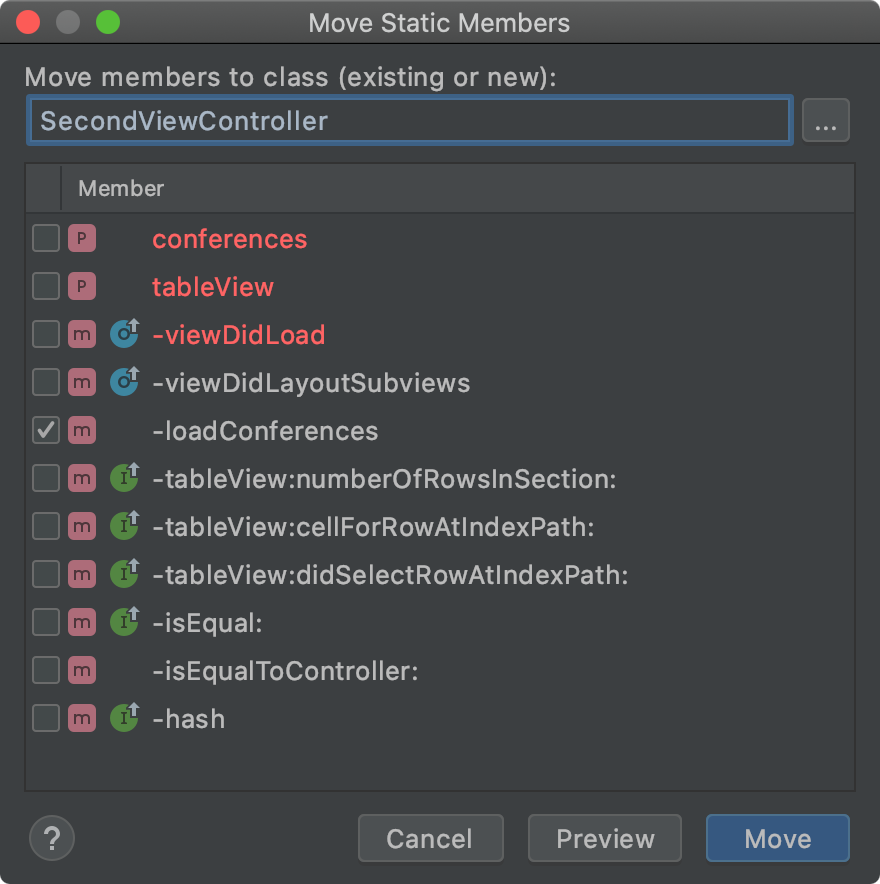 Move Static Members
Move members to class (existing or new):
SecondViewController
...
Member
P conferences
P tableView
m O -viewDidLoad
m O -viewDidLayoutSubviews
m -loadConferences
m I -tableView:numberOfRowsInSection:
m I -tableView:cellForRowAtIndexPath:
m I -tableView:didSelectRowAtIndexPath:
m I -isEqual:
m -isEqualToController:
m I -hash
? Cancel Preview Move